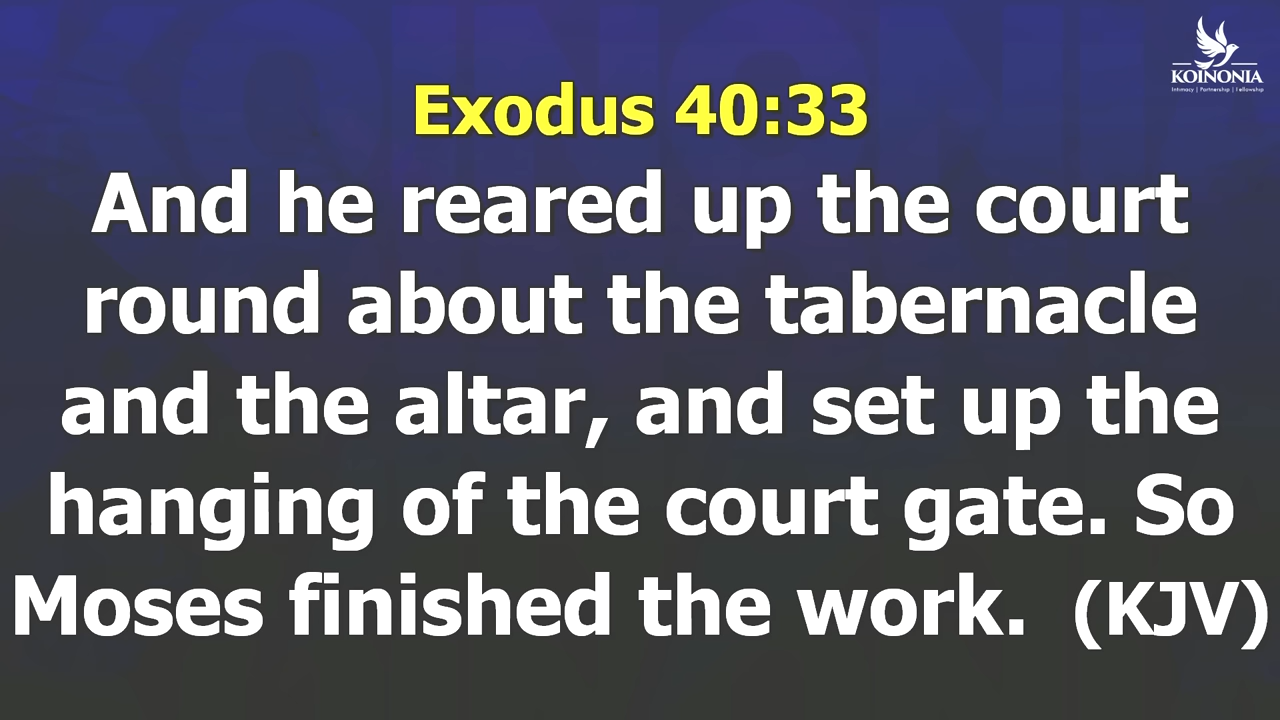 KOINONIA
Intimacy | Partnership | Fellowship
Exodus 40:33
And he reared up the court
round about the tabernacle
and the altar, and set up the
hanging of the court gate. So
Moses finished the work.  (KJV)